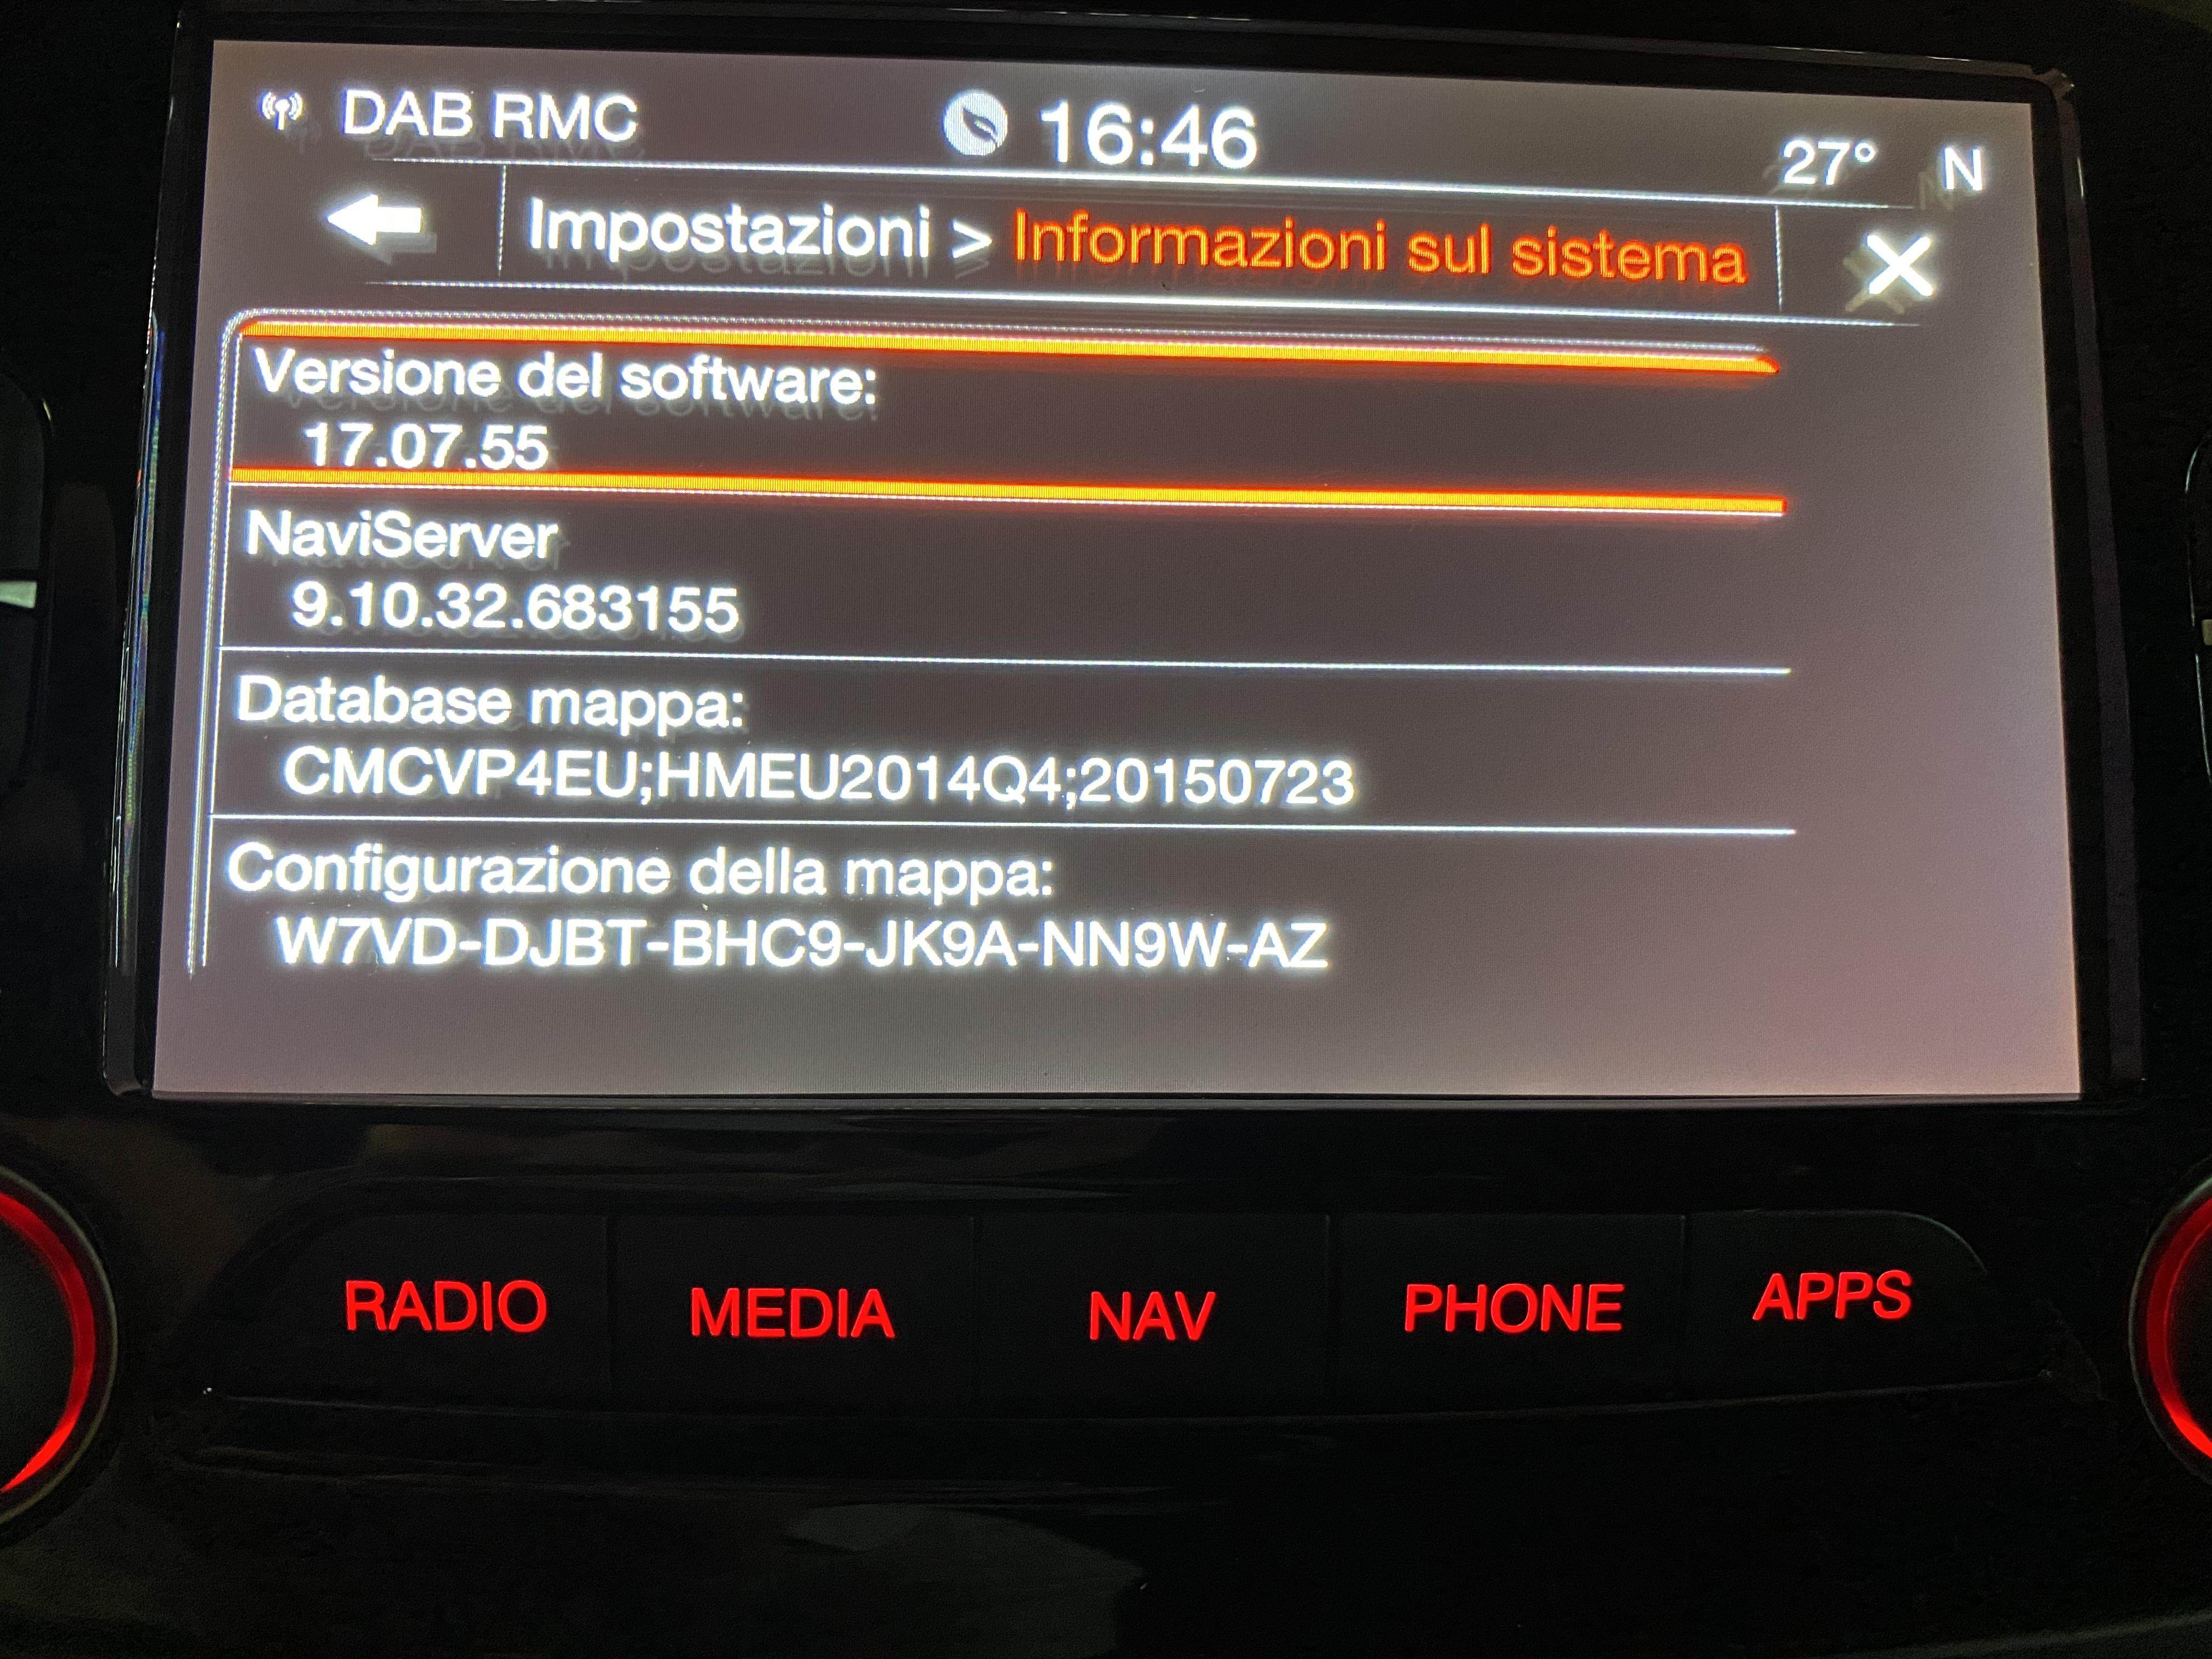 DAB RMC 16:46 27° N
Impostazioni > Informazioni sul sistema
Versione del software:
17.07.55
NaviServer
9.10.32.683155
Database mappa:
CMCVP4EU;HMEU2014Q4;20150723
Configurazione della mappa:
W7VD-DJBT-BHC9-JK9A-NN9W-AZ
RADIO MEDIA NAV PHONE APPS